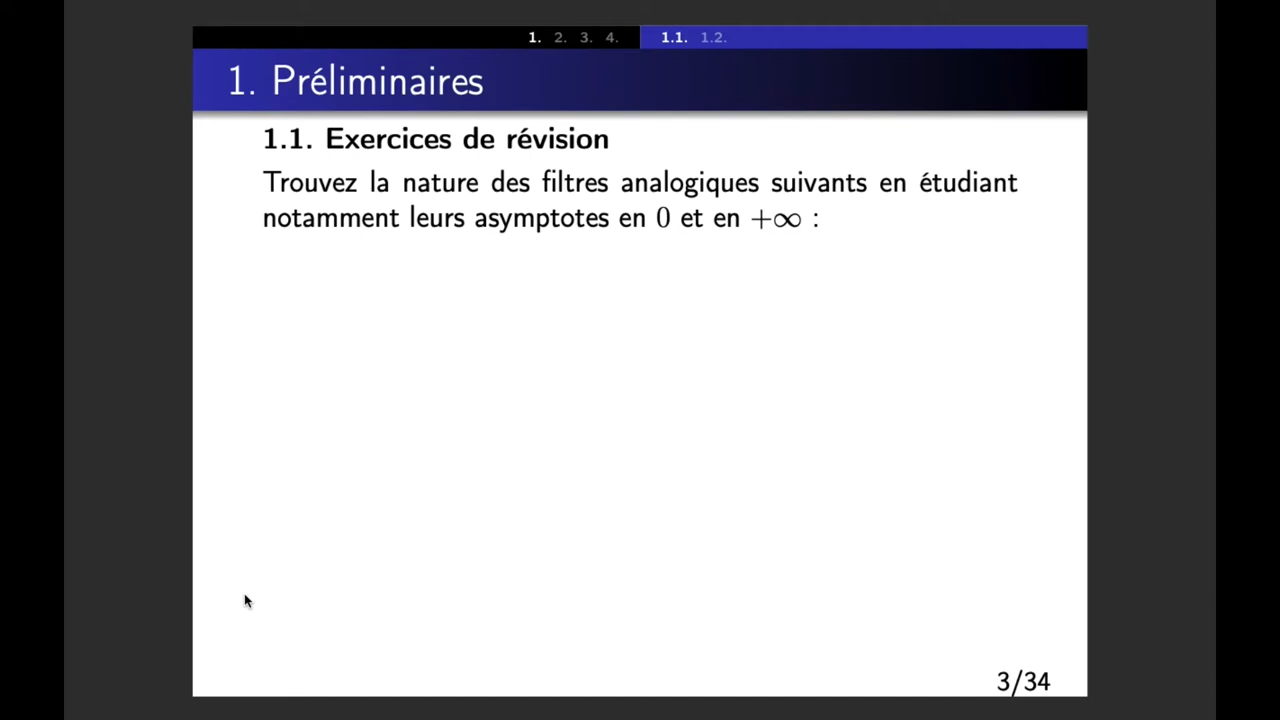 1. 2. 3. 4. 1.1. 1.2.
1. Préliminaires
1.1. Exercices de révision
Trouvez la nature des filtres analogiques suivants en étudiant
notamment leurs asymptotes en 0 et en +∞ :
3/34